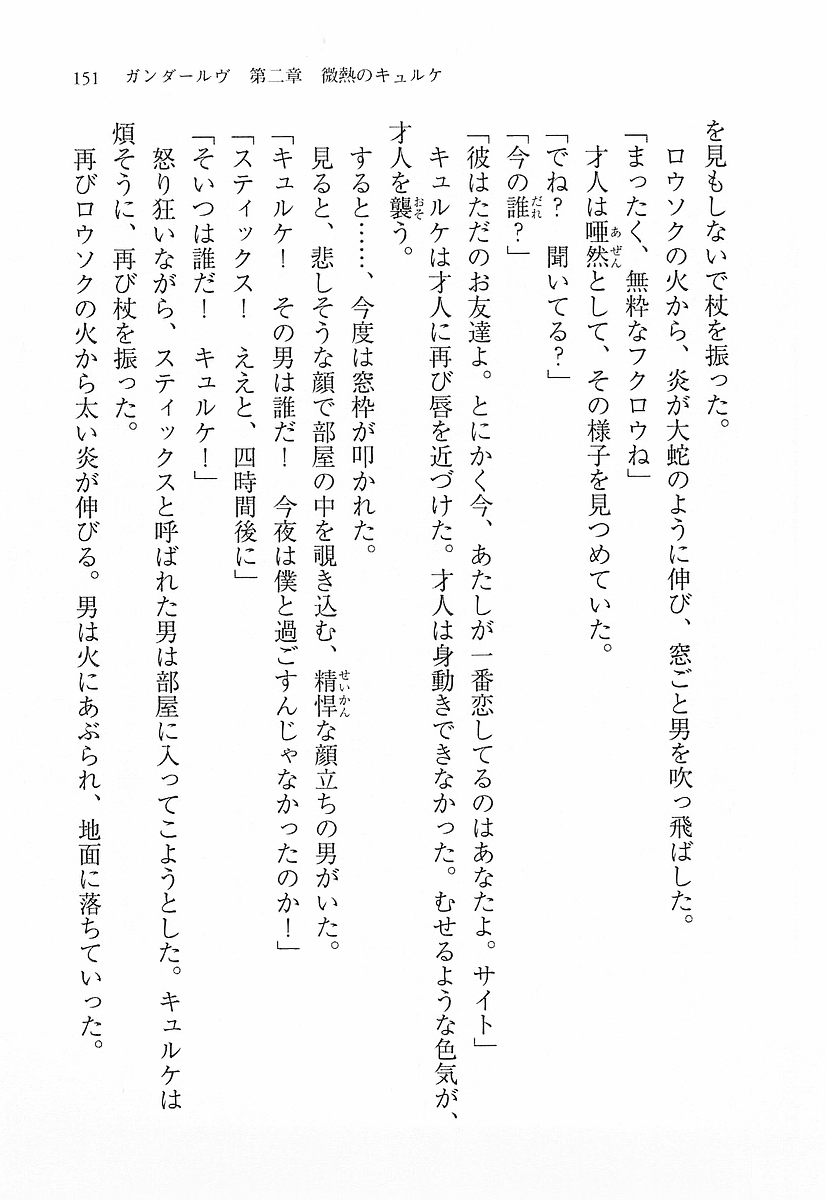 151　ガンダールヴ　第二章　微熱のキュルケ
を見もしないで杖を振った。
　ロウソクの火から、炎が大蛇のように伸び、窓ごと男を吹っ飛ばした。
「まったく、無粋なフクロウね」
　才人は唖然として、その様子を見つめていた。
「でね？　聞いてる？」
「今の誰？」
「彼はただのお友達よ。とにかく今、あたしが一番恋してるのはあなたよ。サイト」
　キュルケは才人に再び唇を近づけた。才人は身動きできなかった。むせるような色気が、
才人を襲う。
　すると……、今度は窓枠が叩かれた。
　見ると、悲しそうな顔で部屋の中を覗き込む、精悍な顔立ちの男がいた。
「キュルケ！　その男は誰だ！　今夜は僕と過ごすんじゃなかったのか！」
「スティックス！　ええと、四時間後に」
「そいつは誰だ！　キュルケ！」
　怒り狂いながら、スティックスと呼ばれた男は部屋に入ってこようとした。キュルケは
煩そうに、再び杖を振った。
　再びロウソクの火から太い炎が伸びる。男は火にあぶられ、地面に落ちていった。